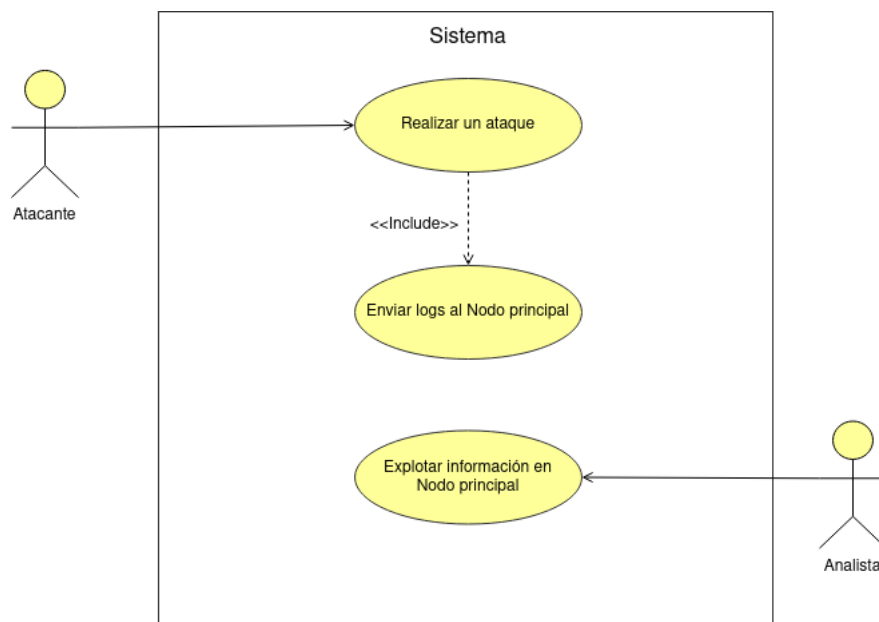 Sistema
Realizar un ataque
Atacante
<<Include>>
Enviar logs al Nodo principal
Explotar información en
Nodo principal
Analista